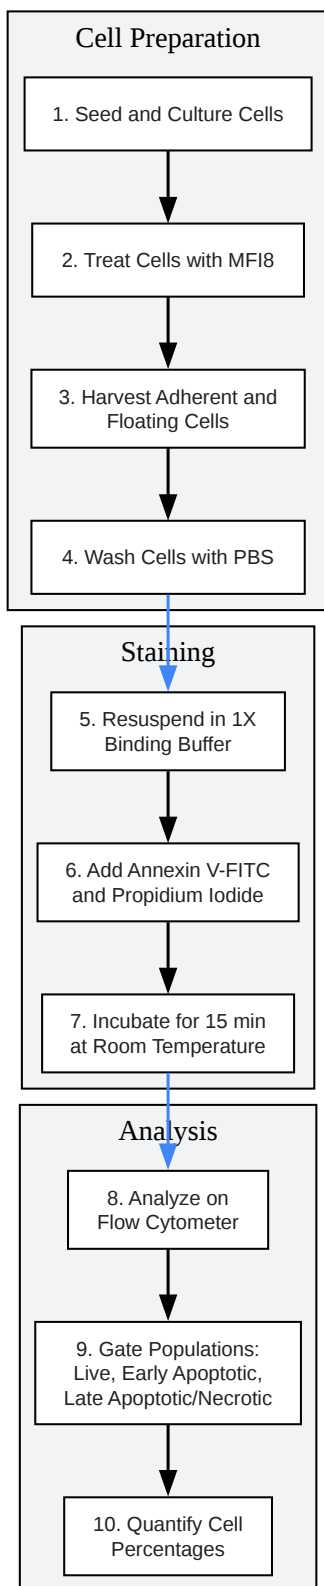 Cell Preparation
1. Seed and Culture Cells
2. Treat Cells with MFI8
3. Harvest Adherent and
Floating Cells
4. Wash Cells with PBS
Staining
5. Resuspend in 1X
Binding Buffer
6. Add Annexin V-FITC
and Propidium Iodide
7. Incubate for 15 min
at Room Temperature
Analysis
8. Analyze on
Flow Cytometer
9. Gate Populations:
Live, Early Apoptotic,
Late Apoptotic/Necrotic
10. Quantify Cell
Percentages